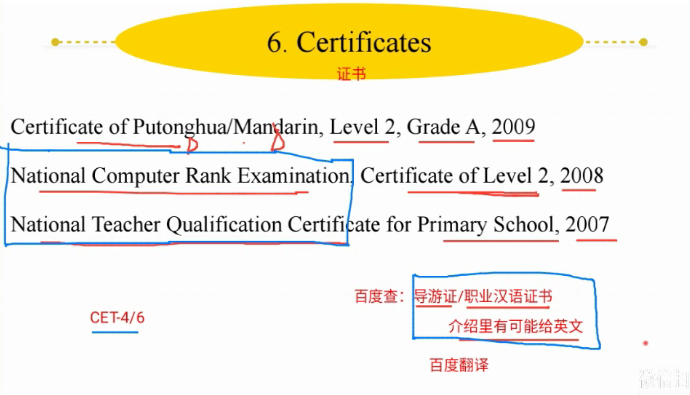 6. Certificates
证书
Certificate of Putonghua/Mandarin, Level 2, Grade A, 2009
National Computer Rank Examination, Certificate of Level 2, 2008
National Teacher Qualification Certificate for Primary School, 2007
百度查：导游证/职业汉语证书
介绍里有可能给英文
CET-4/6
百度翻译